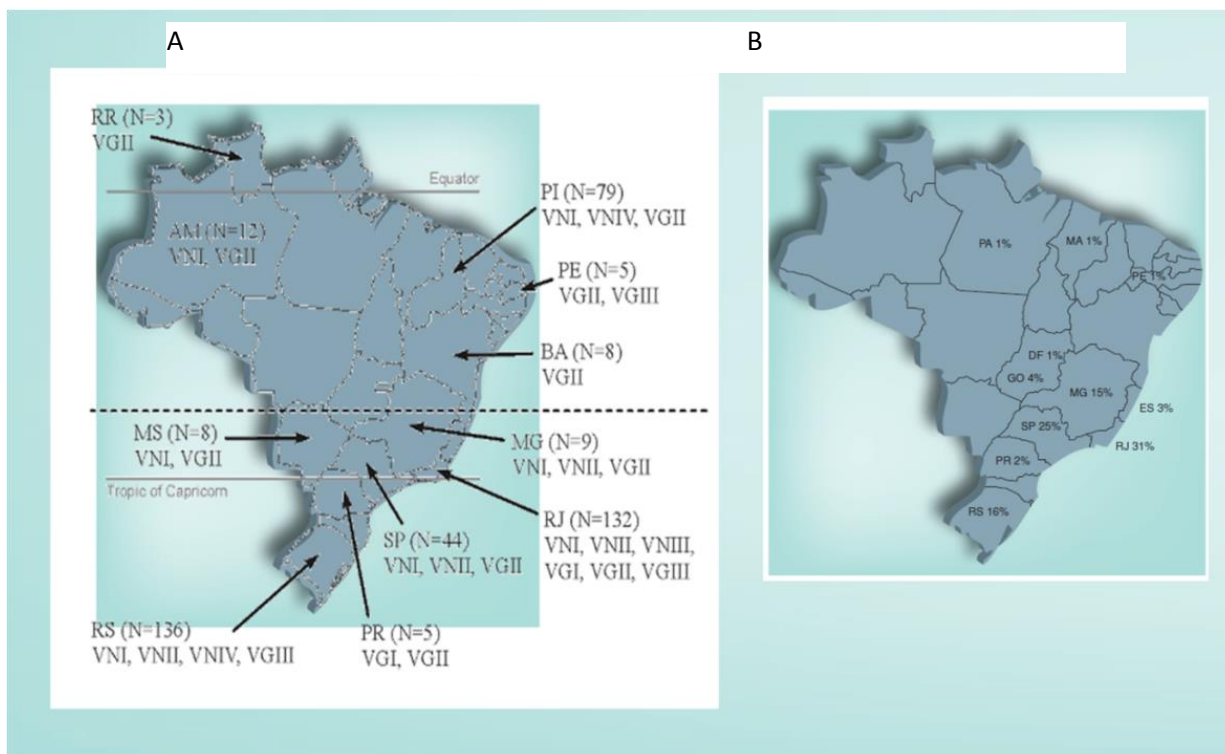 A
B
RR (N=3)
VGII
Equator
AM (N=12)
VNI, VGII
PI (N=79)
VNI, VNIV, VGII
PE (N=5)
VGII, VGIII
BA (N=8)
VGII
MS (N=8)
VNI, VGII
MG (N=9)
VNI, VNII, VGII
Tropic of Capricorn
SP (N=44)
VNI, VNII, VGII
RJ (N=132)
VNI, VNII, VNIII,
VGI, VGII, VGIII
RS (N=136)
VNI, VNII, VNIV, VGIII
PR (N=5)
VGI, VGII
PA 1%
MA 1%
PE 1%
DF 1%
GO 4%
MG 15%
ES 3%
SP 25%
RJ 31%
PR 2%
RS 16%